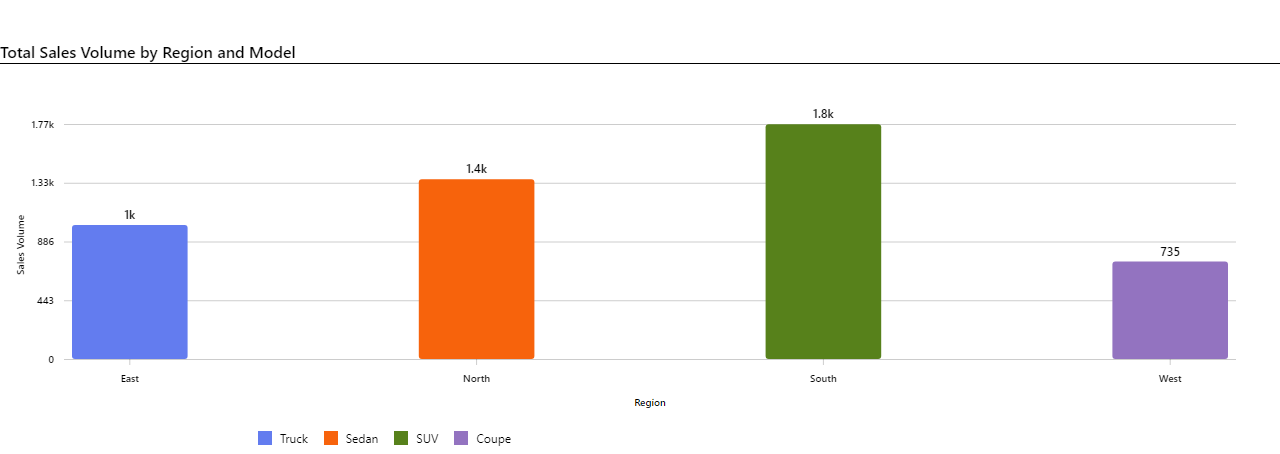 Total Sales Volume by Region and Model
1.8k
1.77k
1.4k
1.33k
1k
886
735
443
0
Sales Volume
East North South West
Region
Truck Sedan SUV Coupe